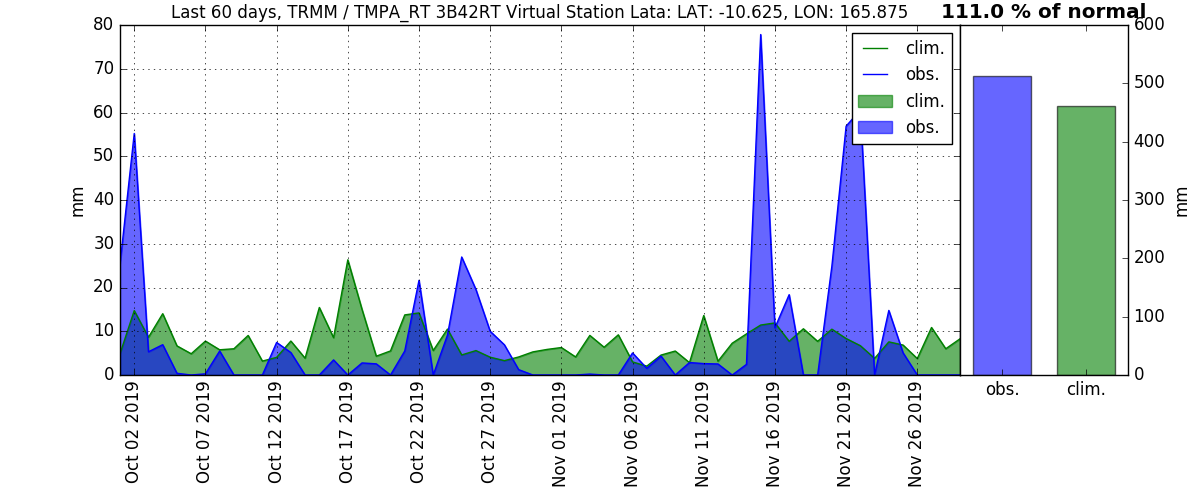 Last 60 days, TRMM / TMPA_RT 3B42RT Virtual Station Lata: LAT: -10.625, LON: 165.875
111.0 % of normal
80
70
60
50
40
30
20
10
0
mm
clim.
obs.
clim.
obs.
Oct 02 2019
Oct 07 2019
Oct 12 2019
Oct 17 2019
Oct 22 2019
Oct 27 2019
Nov 01 2019
Nov 06 2019
Nov 11 2019
Nov 16 2019
Nov 21 2019
Nov 26 2019
600
500
400
300
200
100
0
mm
obs.
clim.